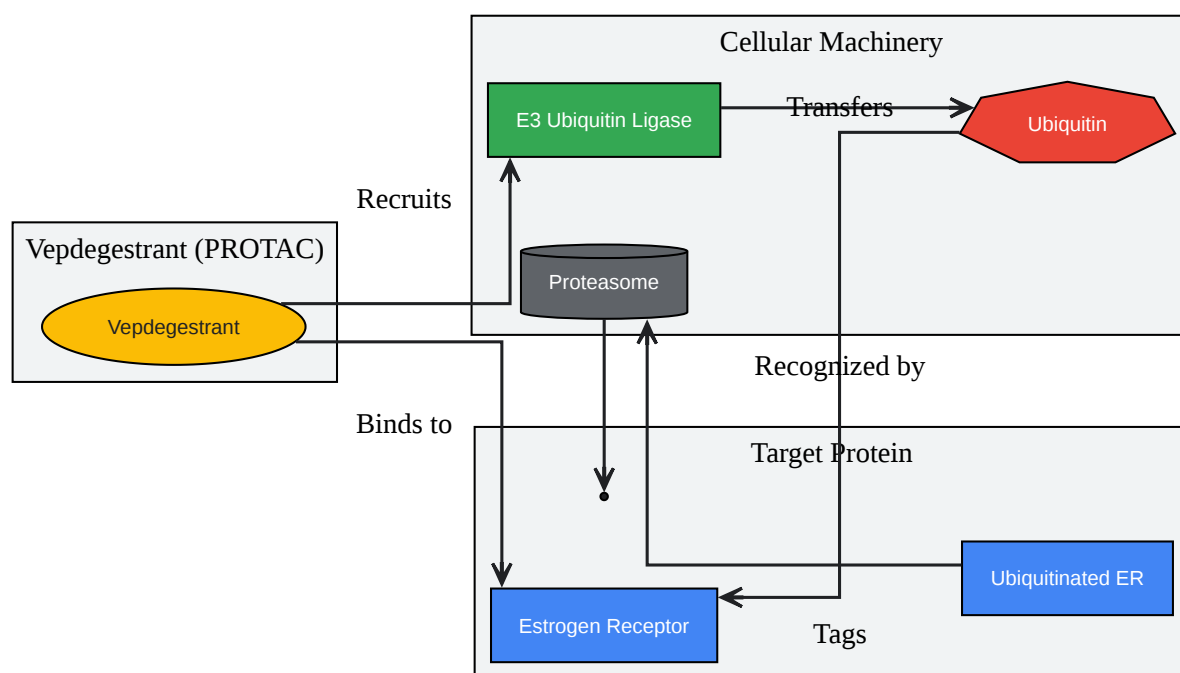 Cellular Machinery
E3 Ubiquitin Ligase
Transfers
Ubiquitin
Recruits
Vepdegestrant (PROTAC)
Proteasome
Vepdegestrant
Recognized by
Binds to
Target Protein
Ubiquitinated ER
Estrogen Receptor
Tags